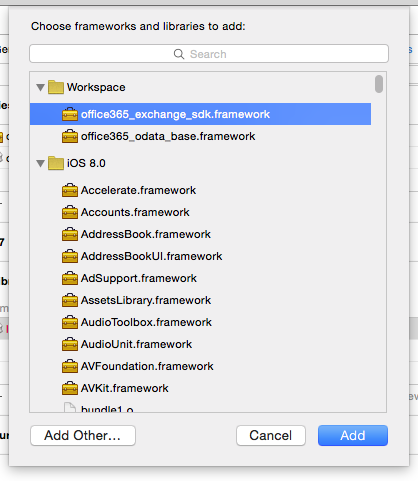 Choose frameworks and libraries to add:
Search
Workspace
office365_exchange_sdk.framework
office365_odata_base.framework
iOS 8.0
Accelerate.framework
Accounts.framework
AddressBook.framework
AddressBookUI.framework
AdSupport.framework
AssetsLibrary.framework
AudioToolbox.framework
AudioUnit.framework
AVFoundation.framework
AVKit.framework
bundle1.o
Add Other...
Cancel
Add